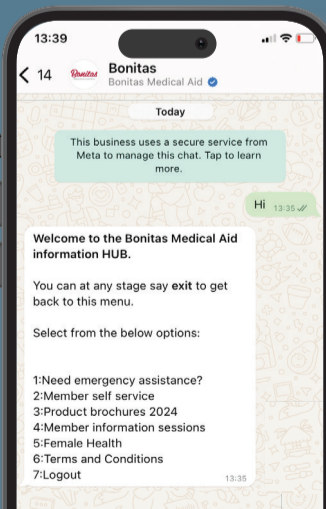 13:39
14
Bonitas
Bonitas
Bonitas Medical Aid
Today
This business uses a secure service from
Meta to manage this chat. Tap to learn
more.
Hi 13:35
Welcome to the Bonitas Medical Aid
information HUB.
You can at any stage say exit to get
back to this menu.
Select from the below options:
1:Need emergency assistance?
2:Member self service
3:Product brochures 2024
4:Member information sessions
5:Female Health
6:Terms and Conditions
7:Logout
13:35